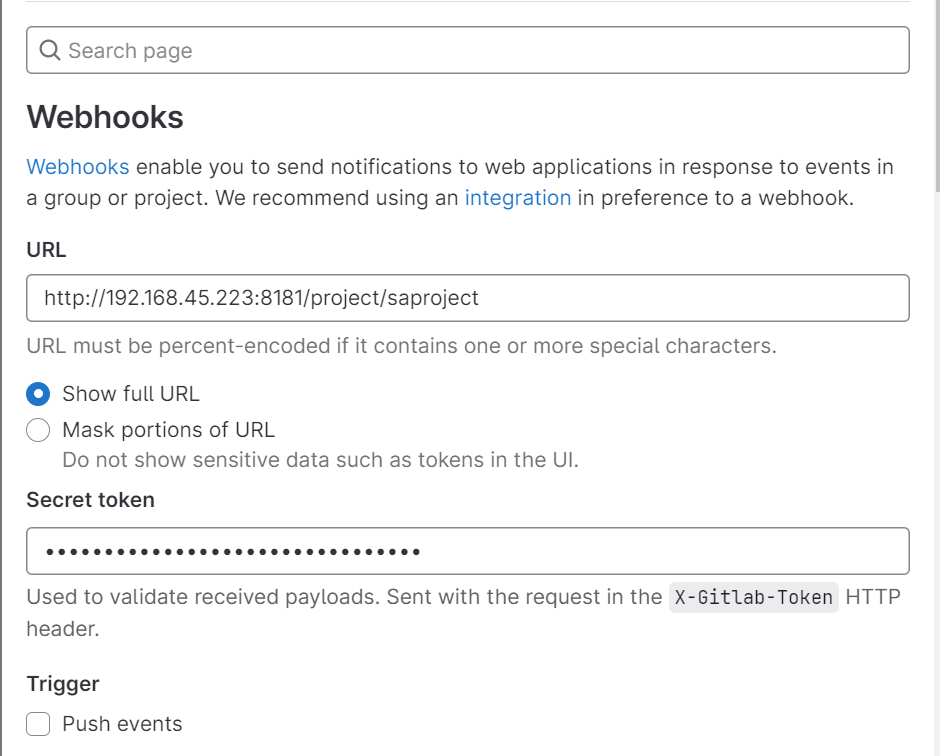 Search page
Webhooks
Webhooks enable you to send notifications to web applications in response to events in
a group or project. We recommend using an integration in preference to a webhook.
URL
http://192.168.45.223:8181/project/saproject
URL must be percent-encoded if it contains one or more special characters.
Show full URL
Mask portions of URL
Do not show sensitive data such as tokens in the UI.
Secret token
••••••••••••••••••••••••••••••••
Used to validate received payloads. Sent with the request in the X-Gitlab-Token HTTP
header.
Trigger
Push events